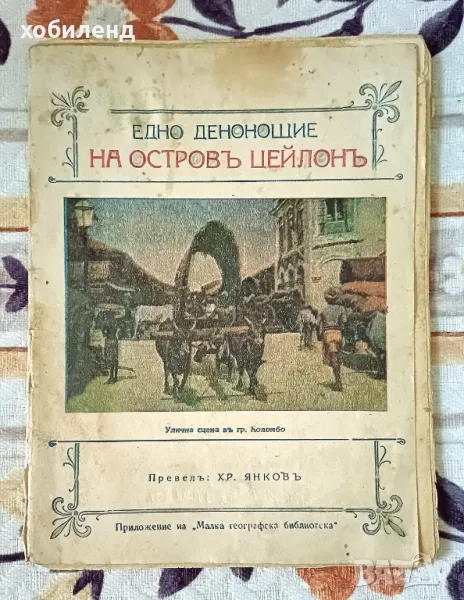 хобиленд
ЕДНО ДЕНОНОЩИЕ
НА ОСТРОВЪ ЦЕЙЛОНЪ
Улична сцена въ гр. Коломбо
Превелъ: ХР. ЯНКОВЪ
Приложение на „Малка географска библиотека“